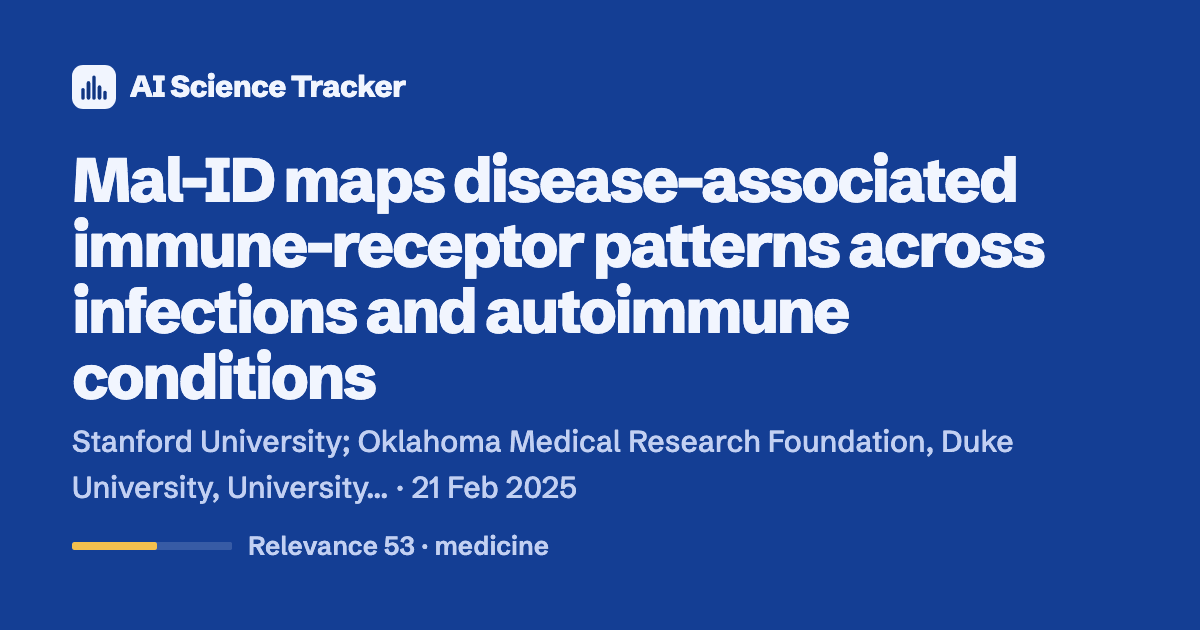 AI Science Tracker
Mal-ID maps disease-associated
immune-receptor patterns across
infections and autoimmune
conditions
Stanford University; Oklahoma Medical Research Foundation, Duke
University, University... · 21 Feb 2025
Relevance 53 · medicine